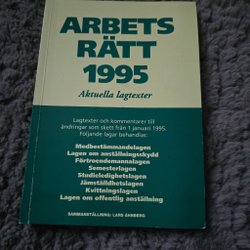 ARBETS
RÄTT
1995
Aktuella lagtexter
Lagtexter och kommentarer till
ändringar som skett från 1 januari 1995.
Följande lagar behandlas:
Medbestämmandelagen
Lagen om anställningsskydd
Förtroendemannalagen
Semesterlagen
Studieledighetslagen
Jämställdhetslagen
Kvittningslagen
Lagen om offentlig anställning
SAMMANSTÄLLNING: LARS ÅHNBERG